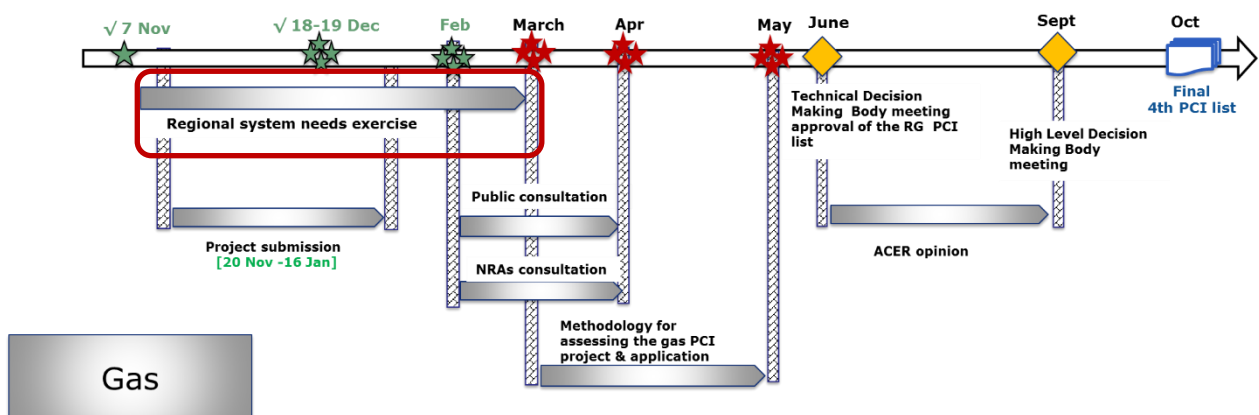 √ 7 Nov
√ 18-19 Dec
Feb
March
Apr
May
June
Sept
Oct
Regional system needs exercise
Project submission
[20 Nov -16 Jan]
Public consultation
NRAs consultation
Methodology for
assessing the gas PCI
project & application
Technical Decision
Making Body meeting
approval of the RG PCI
list
ACER opinion
High Level Decision
Making Body
meeting
Final
4th PCI list
Gas